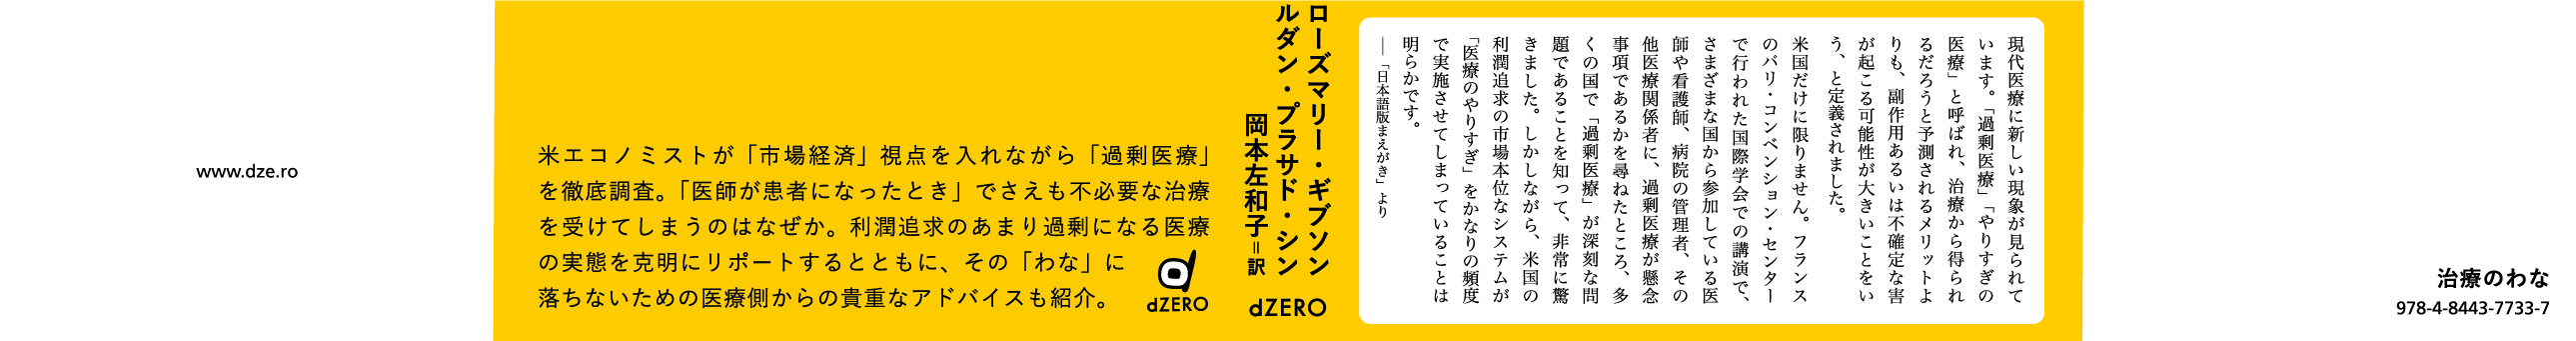 www.dze.ro
米エコノミストが「市場経済」視点を入れながら「過剰医療」
を徹底調査。「医師が患者になったとき」でさえも不必要な治療
を受けてしまうのはなぜか。利潤追求のあまり過剰になる医療
の実態を克明にリポートするとともに、その「わな」に
落ちないための医療側からの貴重なアドバイスも紹介。
d
dZERO
ローズマリー・ギブソン
ルダン・プラサド・シン
岡本左和子=訳
dZERO
現代医療に新しい現象が見られて
います。「過剰医療」「やりすぎの
医療」と呼ばれ、治療から得られ
るだろうと予測されるメリットよ
りも、副作用あるいは不確定な害
が起こる可能性が大きいことをい
う、と定義されました。
米国だけに限りません。フランス
のパリ・コンベンション・センター
で行われた国際学会での講演で、
さまざまな国から参加している医
師や看護師、病院の管理者、その
他医療関係者に、過剰医療が懸念
事項であるかを尋ねたところ、多
くの国で「過剰医療」が深刻な問
題であることを知って、非常に驚
きました。しかしながら、米国の
利潤追求の市場本位なシステムが
「医療のやりすぎ」をかなりの頻度
で実施させてしまっていることは
明らかです。
―「日本語版まえがき」より
治療のわな
978-4-8443-7733-7